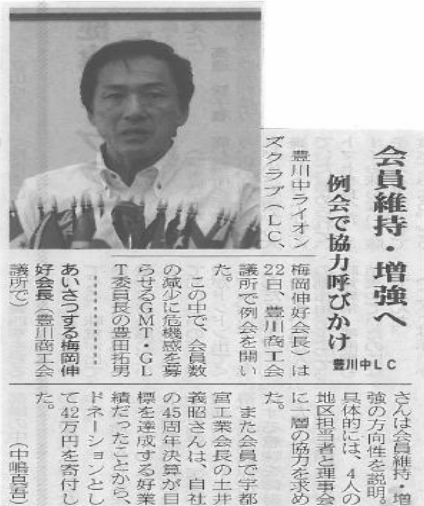 会員維持・増強へ
例会で協力呼びかけ
豊川中LC
豊川中ライオン
ズクラブ(LC、
梅岡伸好会長)は
22日、豊川商工会
議所で例会を開い
た。
この中で、会員数
の減少に危機感を募
らせるGMT・GL
T委員長の豊田拓男
さんは会員維持・増
強の方向性を説明。
具体的には、4人の
地区担当者と理事会
に一層の協力を求め
た。
また会員で宇都
宮工業会長の土井
義昭さんは、自社
の45周年決算が目
標を達成する好業
績だったことから、
ドネーションとし
て42万円を寄付し
た。
(中嶋真吾)
あいさつする梅岡伸
好会長(豊川商工会
議所で)